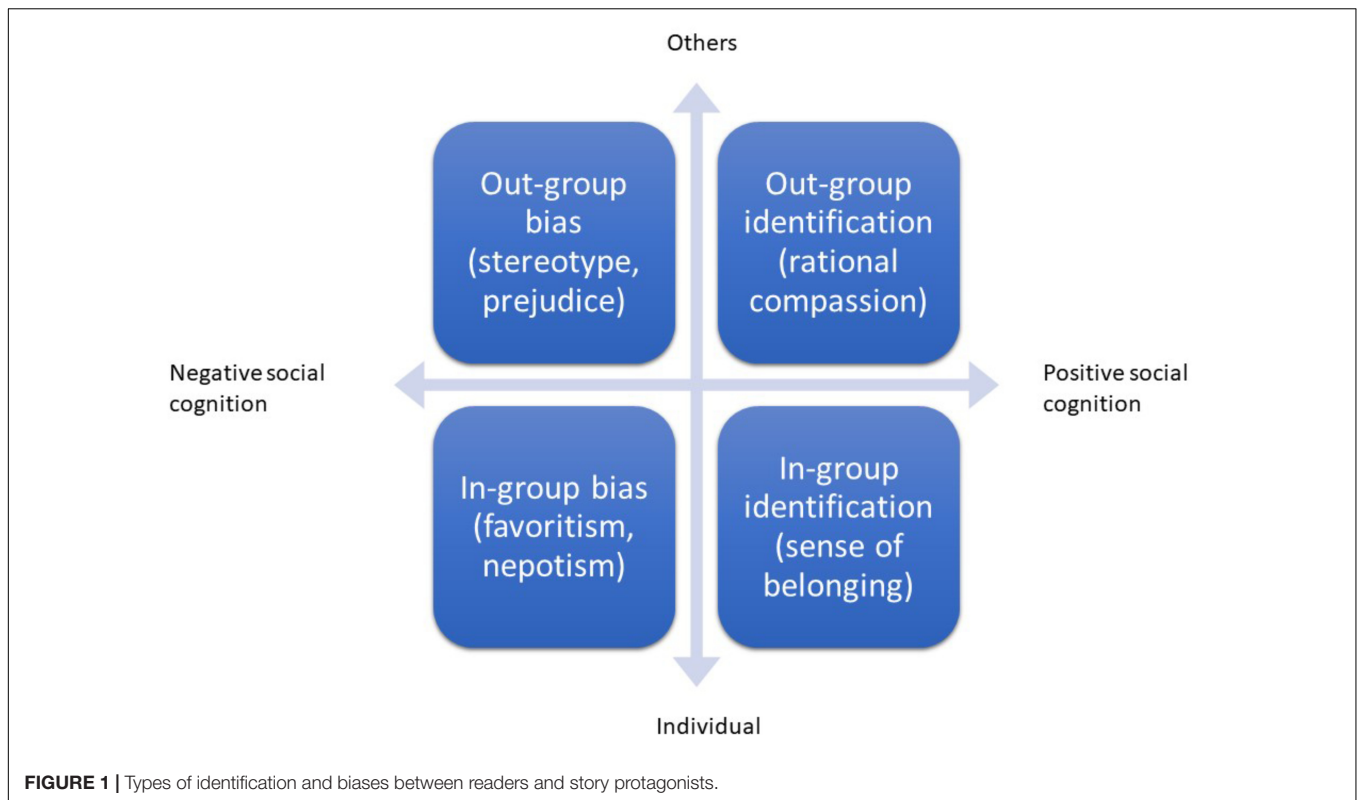 Others
Out-group
bias
(stereotype,
prejudice)
Out-group
identification
(rational
compassion)
Negative social
cognition
Positive social
cognition
In-group bias
(favoritism,
nepotism)
In-group
identification
(sense of
belonging)
Individual
FIGURE 1 | Types of identification and biases between readers and story protagonists.